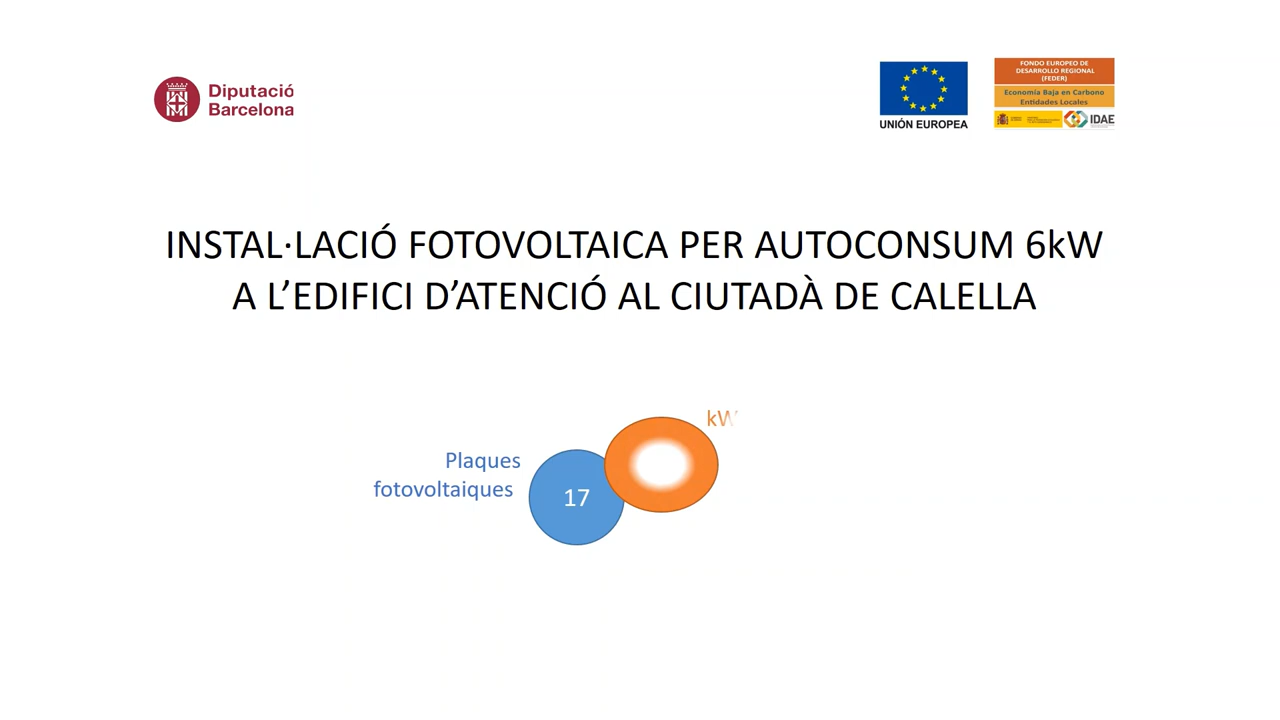 Diputació
Barcelona
UNIÓN EUROPEA
FONDO EUROPEO DE
DESARROLLO REGIONAL
(FEDER)
Economía Baja en Carbono
Entidades Locales
IDAE
INSTAL·LACIÓ FOTOVOLTAICA PER AUTOCONSUM 6kW
A L’EDIFICI D’ATENCIÓ AL CIUTADÀ DE CALELLA
kW
Plaques
fotovoltaiques
17